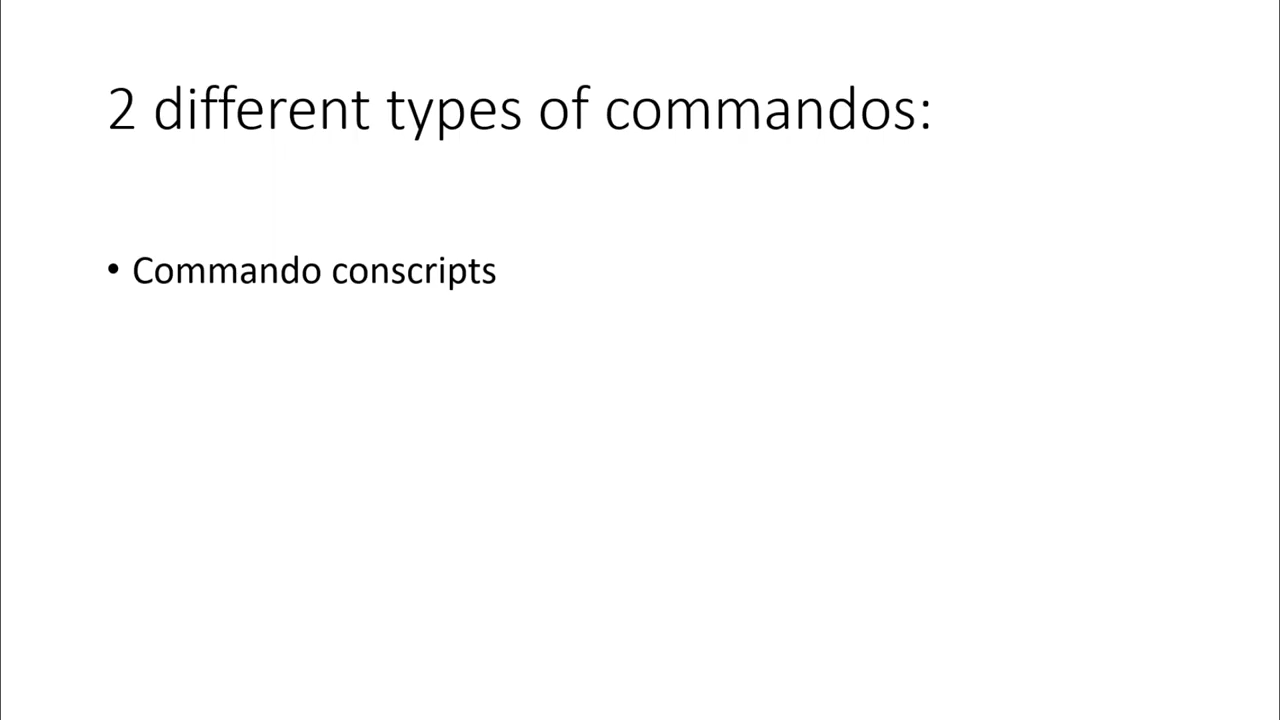 2 different types of commandos:
• Commando conscripts